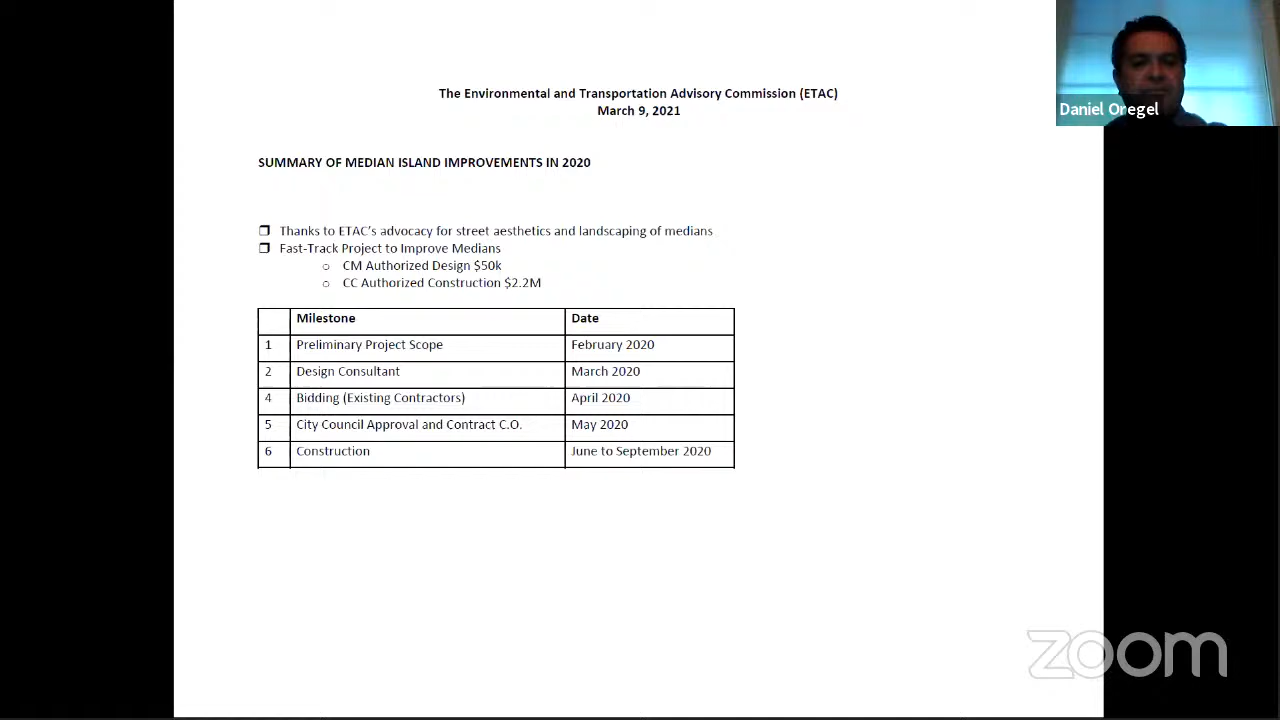 The Environmental and Transportation Advisory Commission (ETAC)
March 9, 2021
Daniel Oregel
SUMMARY OF MEDIAN ISLAND IMPROVEMENTS IN 2020
Thanks to ETAC's advocacy for street aesthetics and landscaping of medians
Fast-Track Project to Improve Medians
CM Authorized Design $50k
CC Authorized Construction $2.2M
Milestone Date
1 Preliminary Project Scope February 2020
2 Design Consultant March 2020
4 Bidding (Existing Contractors) April 2020
5 City Council Approval and Contract C.O. May 2020
6 Construction June to September 2020
zoom